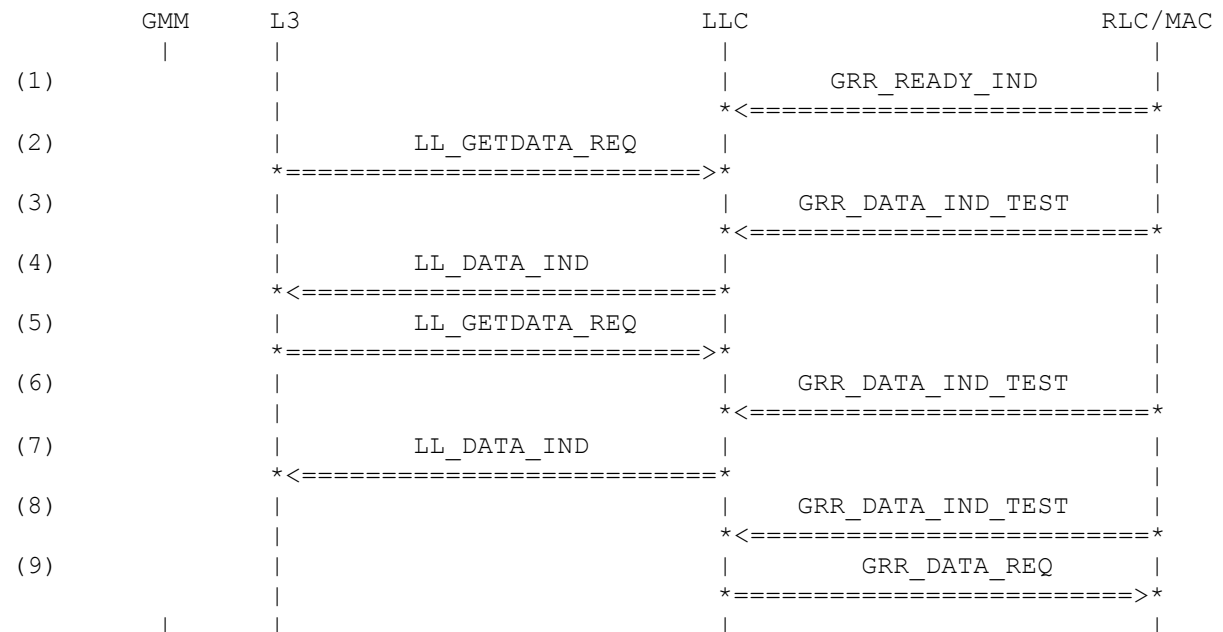 GMM       L3                          LLC                        RLC/MAC
         |        |                           |                          |
(1)               |                           |      GRR_READY_IND       |
                  |                           *<=========================*
(2)               |        LL_GETDATA_REQ     |                          |
                  *==========================>*                          |
(3)               |                           |    GRR_DATA_IND_TEST     |
                  |                           *<=========================*
(4)               |        LL_DATA_IND        |                          |
                  *<==========================*                          |
(5)               |        LL_GETDATA_REQ     |                          |
                  *==========================>*                          |
(6)               |                           |    GRR_DATA_IND_TEST     |
                  |                           *<=========================*
(7)               |        LL_DATA_IND        |                          |
                  *<==========================*                          |
(8)               |                           |    GRR_DATA_IND_TEST     |
                  |                           *<=========================*
(9)               |                           |        GRR_DATA_REQ      |
                  |                           *=========================>*
         |        |                           |                          |